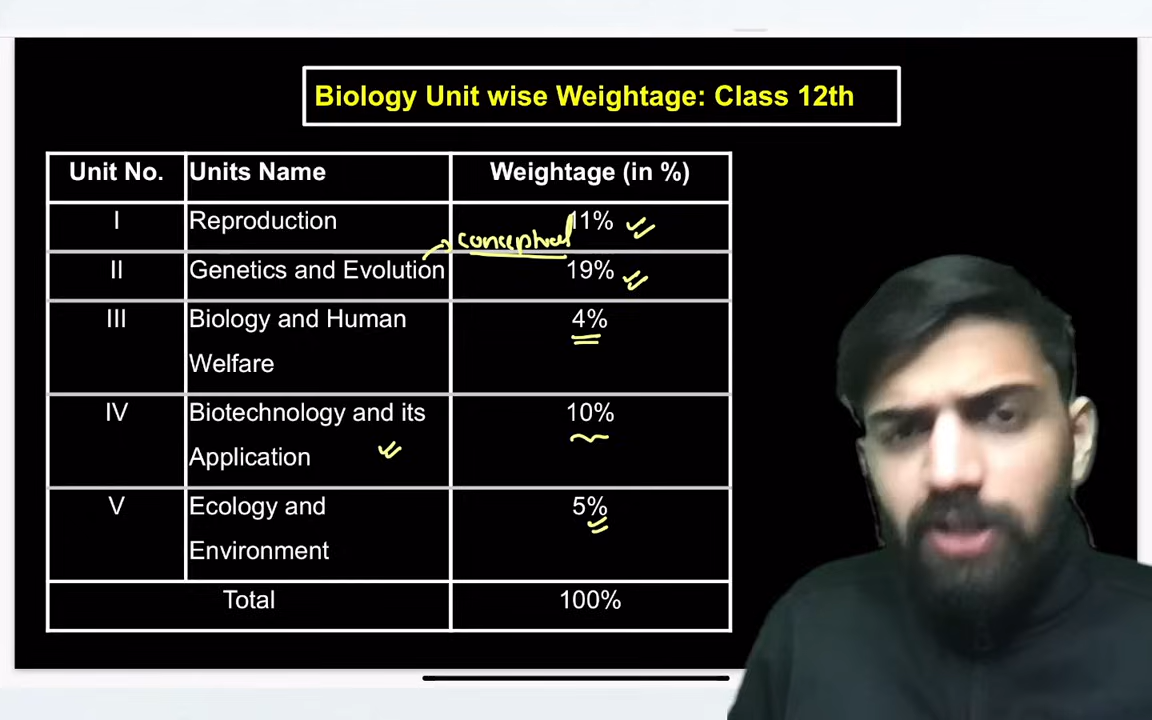 Biology Unit wise Weightage: Class 12th
Unit No. Units Name Weightage (in %)
I Reproduction 11%
conceptual
II Genetics and Evolution 19%
III Biology and Human 4%
Welfare
IV Biotechnology and its 10%
Application
V Ecology and 5%
Environment
Total 100%